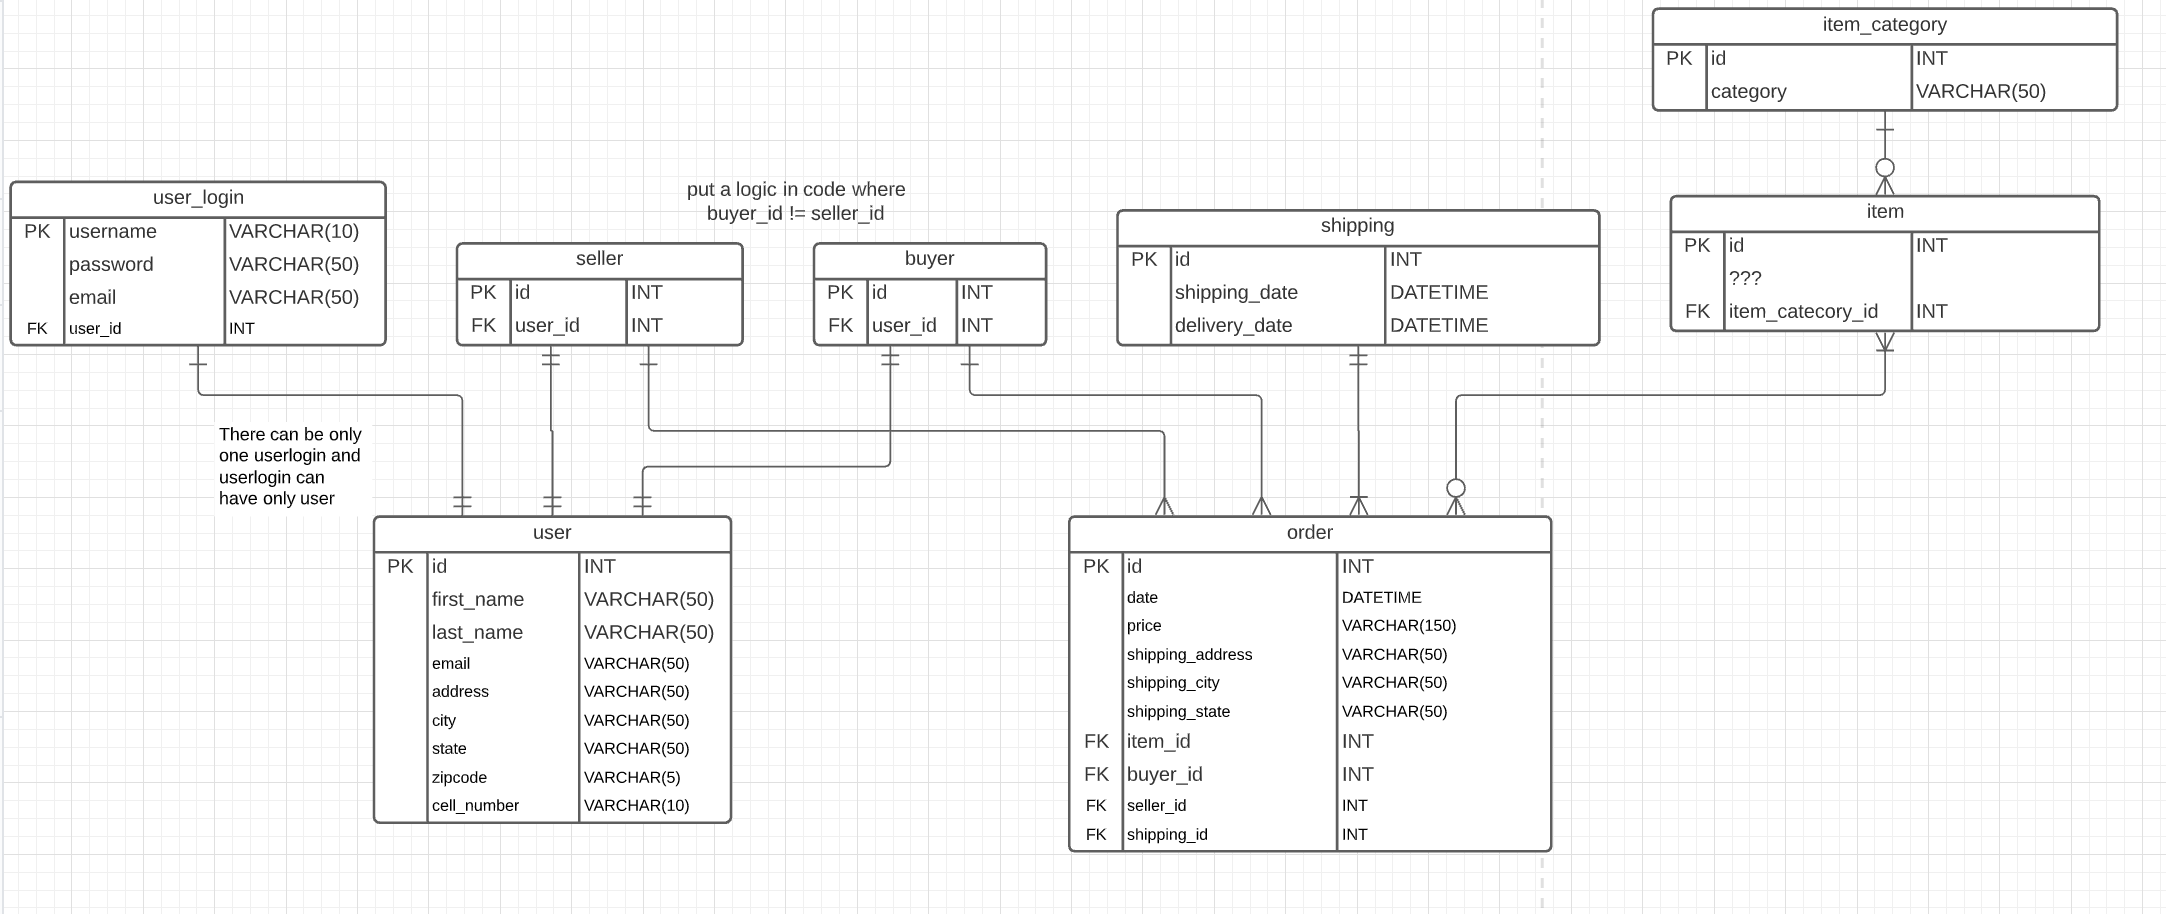 item_category
PK id INT
category VARCHAR(50)
user_login
PK username VARCHAR(10)
password VARCHAR(50)
email VARCHAR(50)
FK user_id INT
put a logic in code where
buyer_id != seller_id
seller
PK id INT
FK user_id INT
buyer
PK id INT
FK user_id INT
shipping
PK id INT
shipping_date DATETIME
delivery_date DATETIME
item
PK id INT
???
FK item_catecory_id INT
There can be only
one userlogin and
userlogin can
have only user
user
PK id INT
first_name VARCHAR(50)
last_name VARCHAR(50)
email VARCHAR(50)
address VARCHAR(50)
city VARCHAR(50)
state VARCHAR(50)
zipcode VARCHAR(5)
cell_number VARCHAR(10)
order
PK id INT
date DATETIME
price VARCHAR(150)
shipping_address VARCHAR(50)
shipping_city VARCHAR(50)
shipping_state VARCHAR(50)
FK item_id INT
FK buyer_id INT
FK seller_id INT
FK shipping_id INT